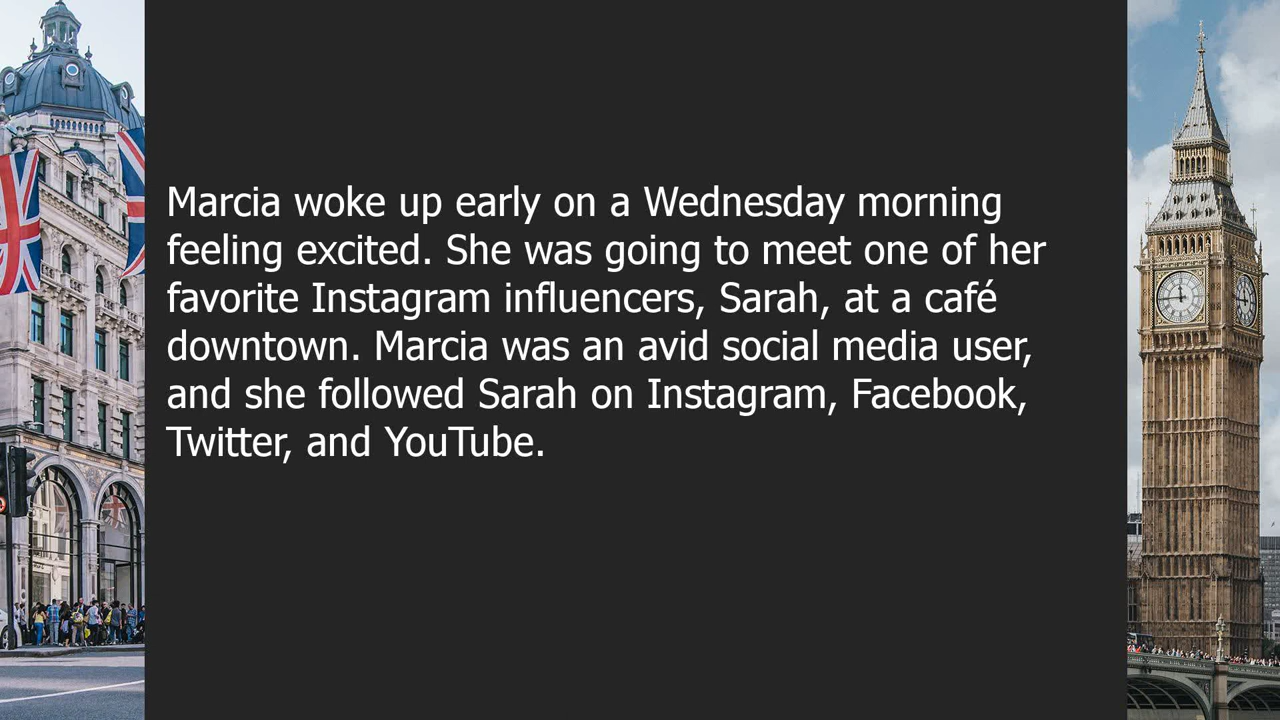 Marcia woke up early on a Wednesday morning
feeling excited. She was going to meet one of her
favorite Instagram influencers, Sarah, at a café
downtown. Marcia was an avid social media user,
and she followed Sarah on Instagram, Facebook,
Twitter, and YouTube.